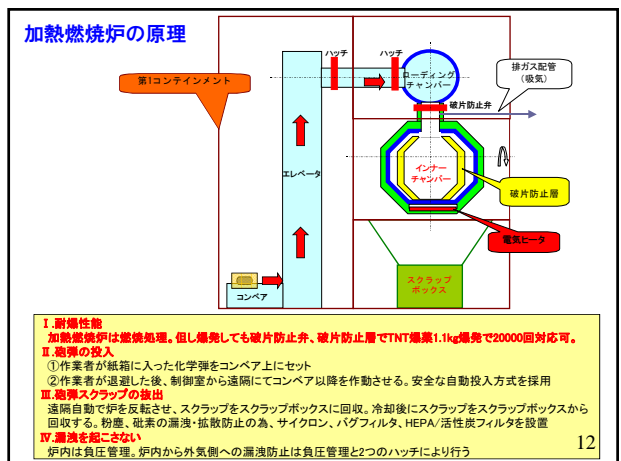 加熱燃焼炉の原理
ハッチ
ハッチ
第1コンテインメント
ローディング
チャンバー
排ガス配管
(吸気)
破片防止弁
エレベータ
インナー
チャンバー
破片防止層
電気ヒータ
スクラップ
ボックス
コンベア
Ⅰ.耐爆性能
加熱燃焼炉は燃焼処理。但し爆発しても破片防止弁、破片防止層でTNT爆薬1.1kg爆発で20000回対応可。
Ⅱ.砲弾の投入
①作業者が紙箱に入った化学弾をコンベア上にセット
②作業者が退避した後、制御室から遠隔にてコンベア以降を作動させる。安全な自動投入方式を採用
Ⅲ.砲弾スクラップの抜出
遠隔自動で炉を反転させ、スクラップをスクラップボックスに回収。冷却後にスクラップをスクラップボックスから
回収する。粉塵、砒素の漏洩・拡散防止の為、サイクロン、バグフィルタ、HEPA/活性炭フィルタを設置
Ⅳ.漏洩を起こさない
炉内は負圧管理。炉内から外気側への漏洩防止は負圧管理と2つのハッチにより行う
12